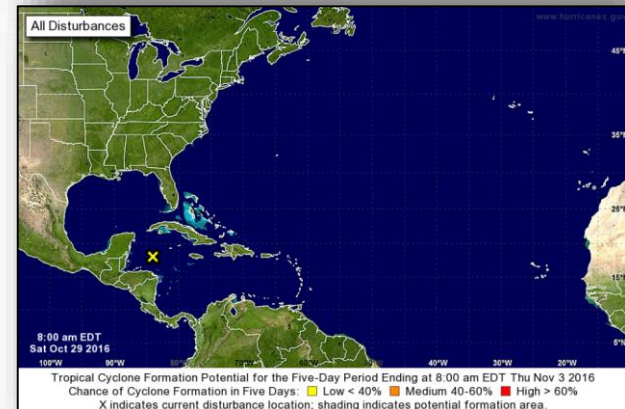 All Disturbances
www.hurricanes.gov
45°N
35°N
25°N
15°N
5°N
8:00 am EDT
Sat Oct 29 2016
100°W
90°W
80°W
70°W
60°W
50°W
40°W
30°W
20°W
Tropical Cyclone Formation Potential for the Five-Day Period Ending at 8:00 am EDT Thu Nov 3 2016
Chance of Cyclone Formation in Five Days: Low < 40% Medium 40-60% High > 60%
X indicates current disturbance location; shading indicates potential formation area.